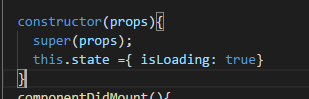 constructor(props){
super(props);
this.state ={ isLoading: true}
}
componentDidMount(){